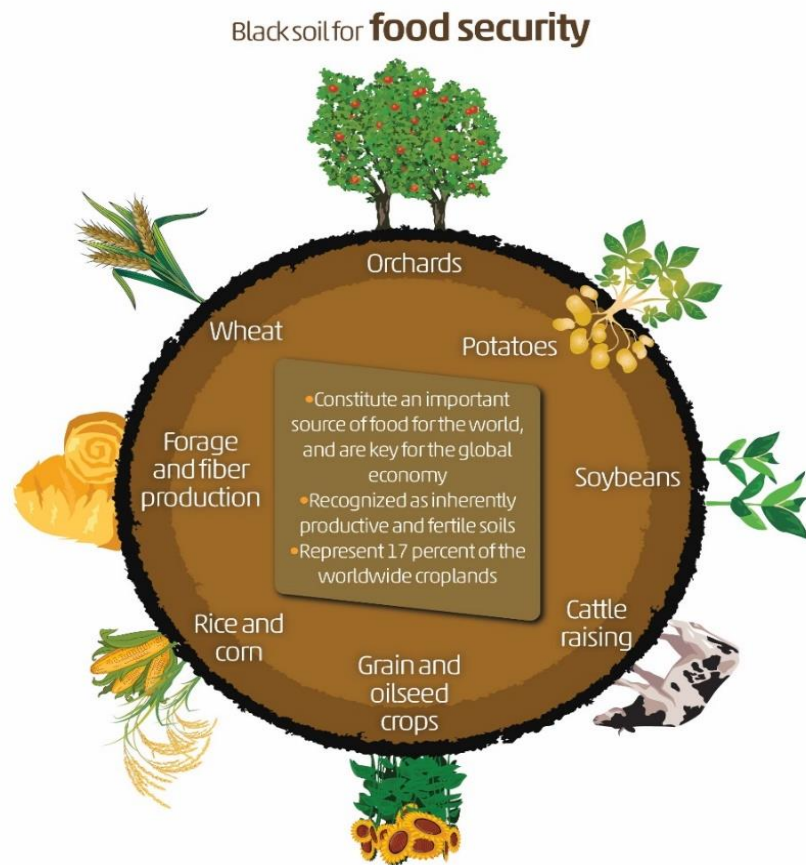 Black soil for food security
Orchards
Wheat
Potatoes
•Constitute an important
source of food for the world,
and are key for the global
economy
•Recognized as inherently
productive and fertile soils
•Represent 17 percent of the
worldwide croplands
Forage
and fiber
production
Soybeans
Rice and
corn
Cattle
raising
Grain and
oilseed
crops